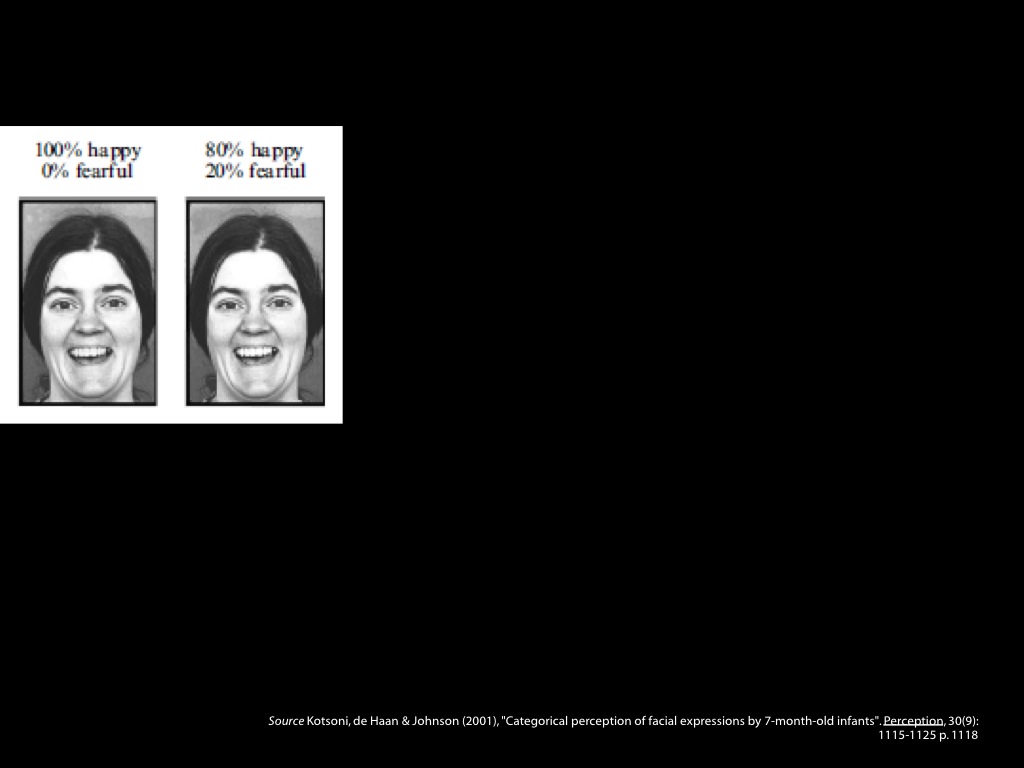 100% happy
0% fearful
80% happy
20% fearful
Source Kotsoni, de Haan & Johnson (2001), "Categorical perception of facial expressions by 7-month-old infants". Perception, 30(9):
1115-1125 p. 1118